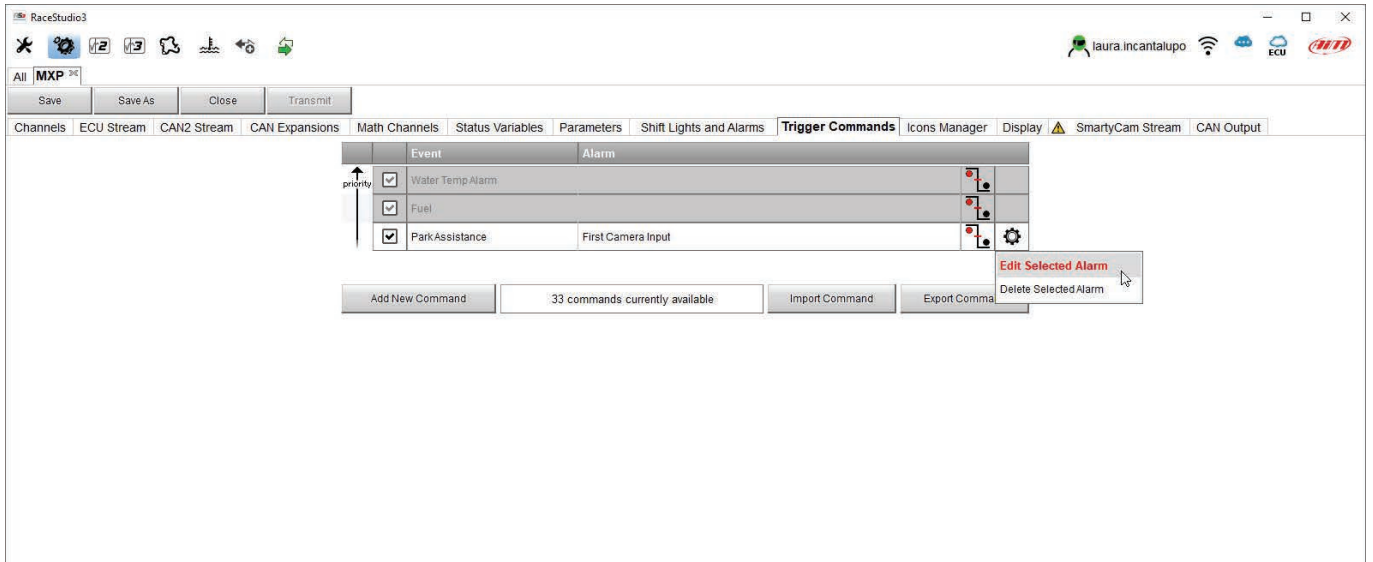 RaceStudio3
laura.incantalupo ECU AiM
All MXP
Save Save As Close Transmit
Channels ECU Stream CAN2 Stream CAN Expansions Math Channels Status Variables Parameters Shift Lights and Alarms Trigger Commands Icons Manager Display SmartyCam Stream CAN Output
Event Alarm
priority Water Temp Alarm
Fuel
Park Assistance First Camera Input
Edit Selected Alarm
Delete Selected Alarm
Add New Command 33 commands currently available Import Command Export Comma